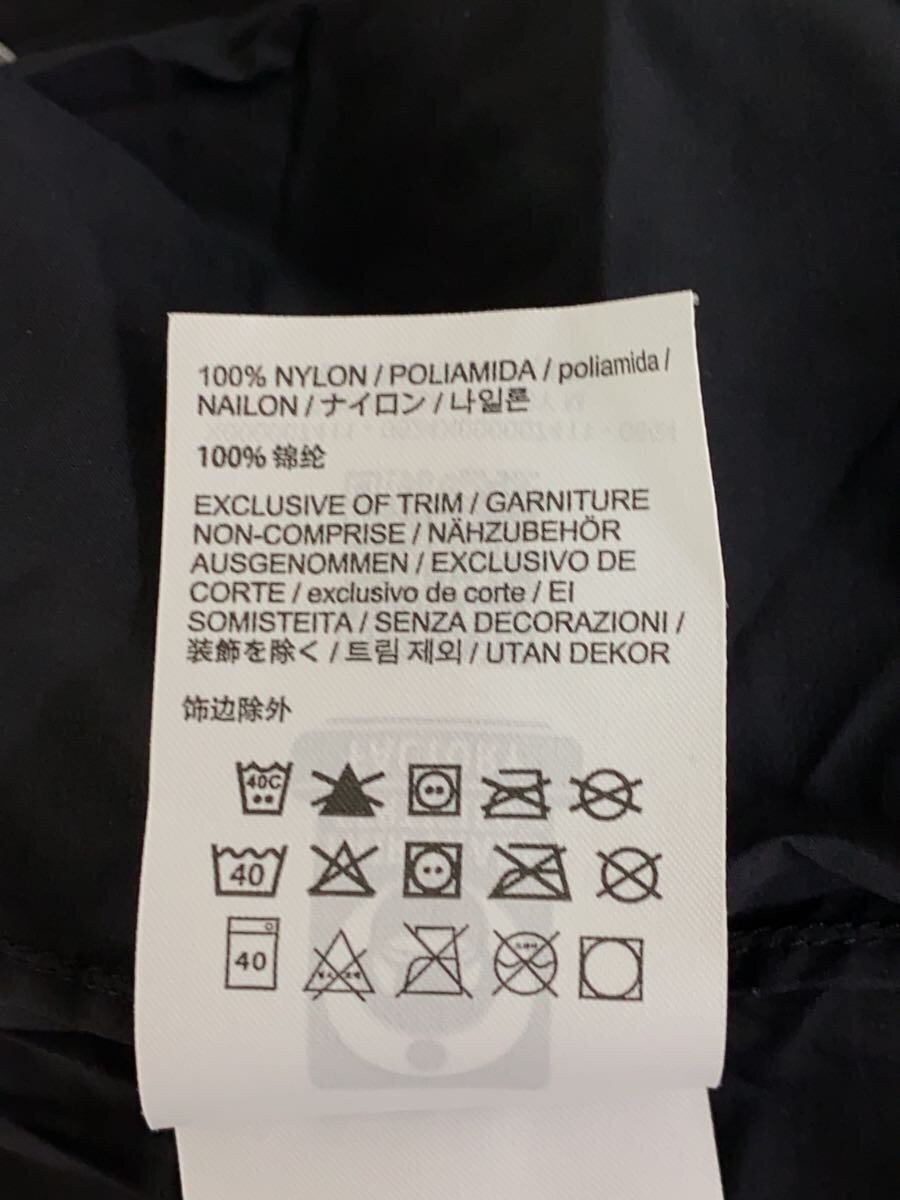 100% NYLON / POLIAMIDA / poliamida /
NAILON / ナイロン / 나일론
100% 锦纶
EXCLUSIVE OF TRIM / GARNITURE
NON-COMPRISE / NÄHZUBEHÖR
AUSGENOMMEN / EXCLUSIVO DE
CORTE / exclusivo de corte / EI
SOMISTEITA / SENZA DECORAZIONI /
装飾を除く / 트림 제외 / UTAN DEKOR
饰边除外
40C
40
40